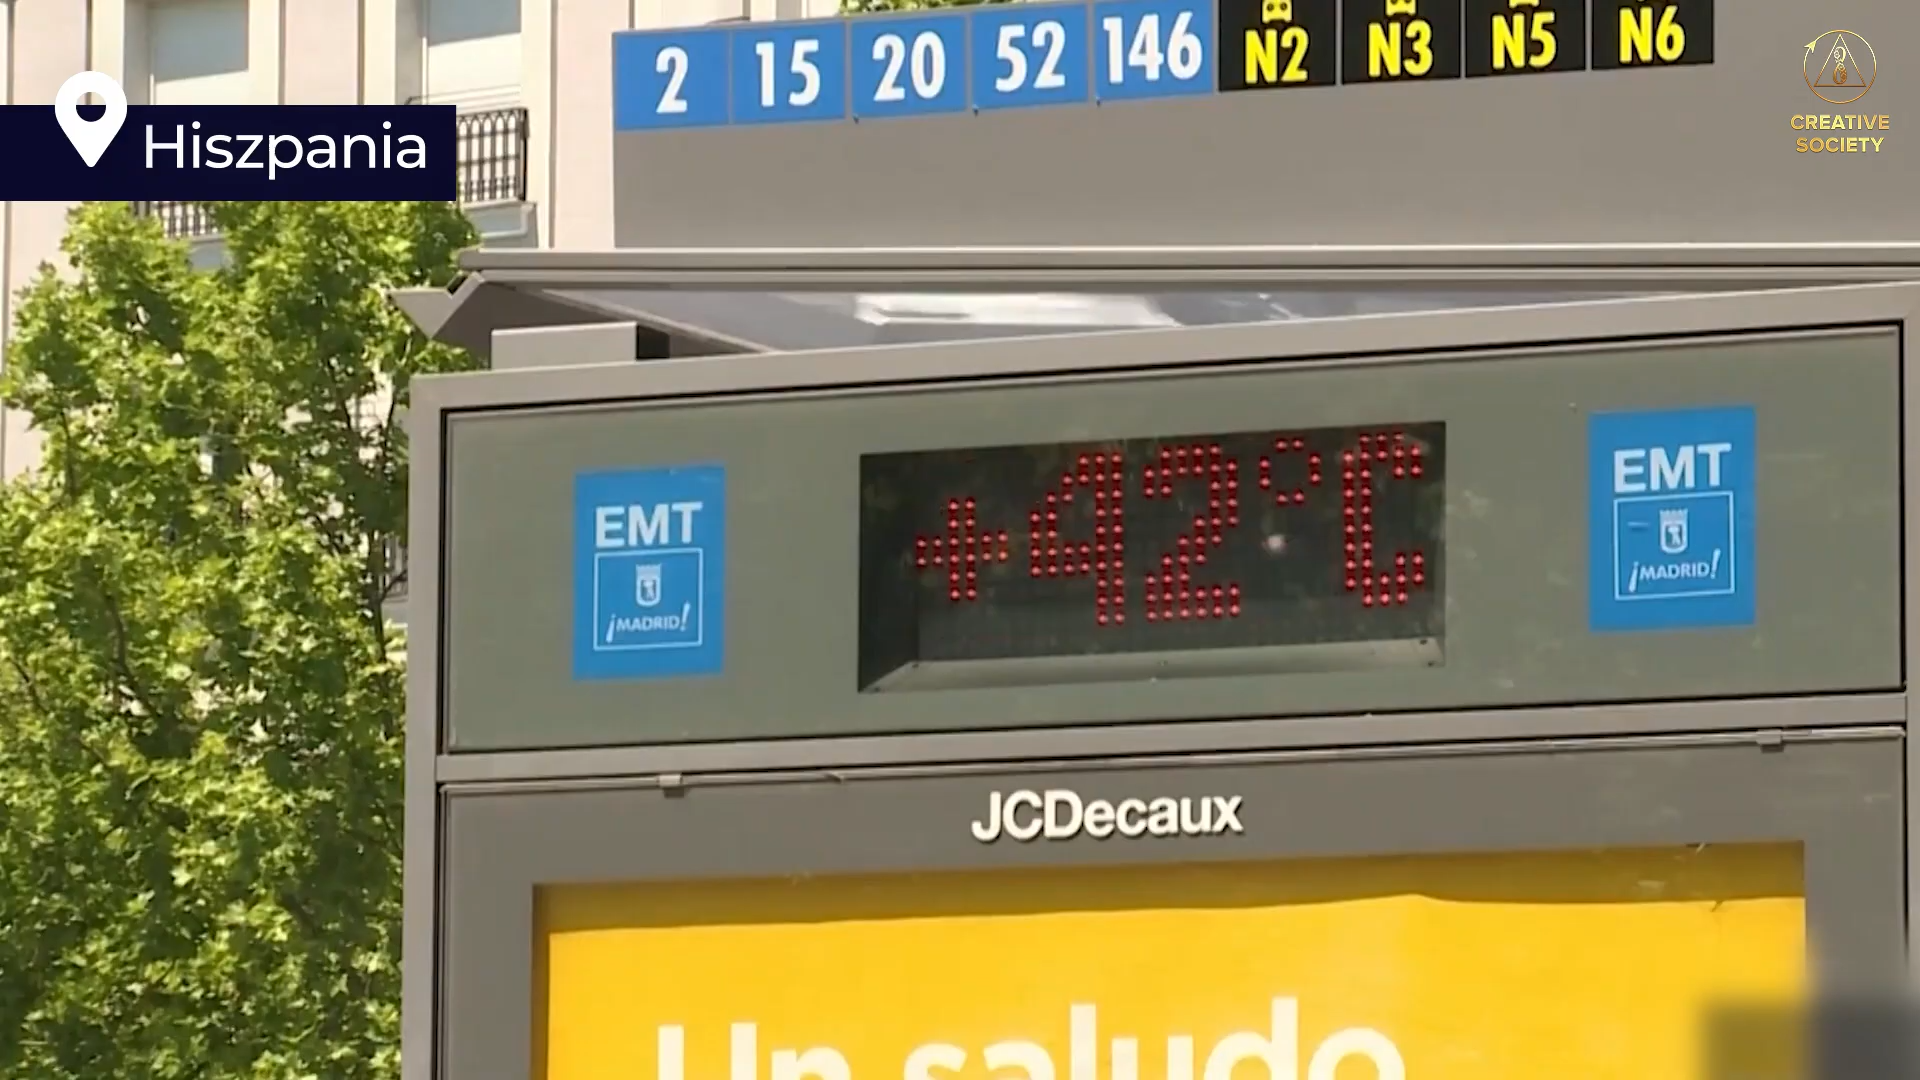 2 15 20 52 146 N2 N3 N5 N6
Hiszpania
CREATIVE
SOCIETY
+42°C
EMT
¡MADRID!
EMT
¡MADRID!
JCDecaux
Un saludo